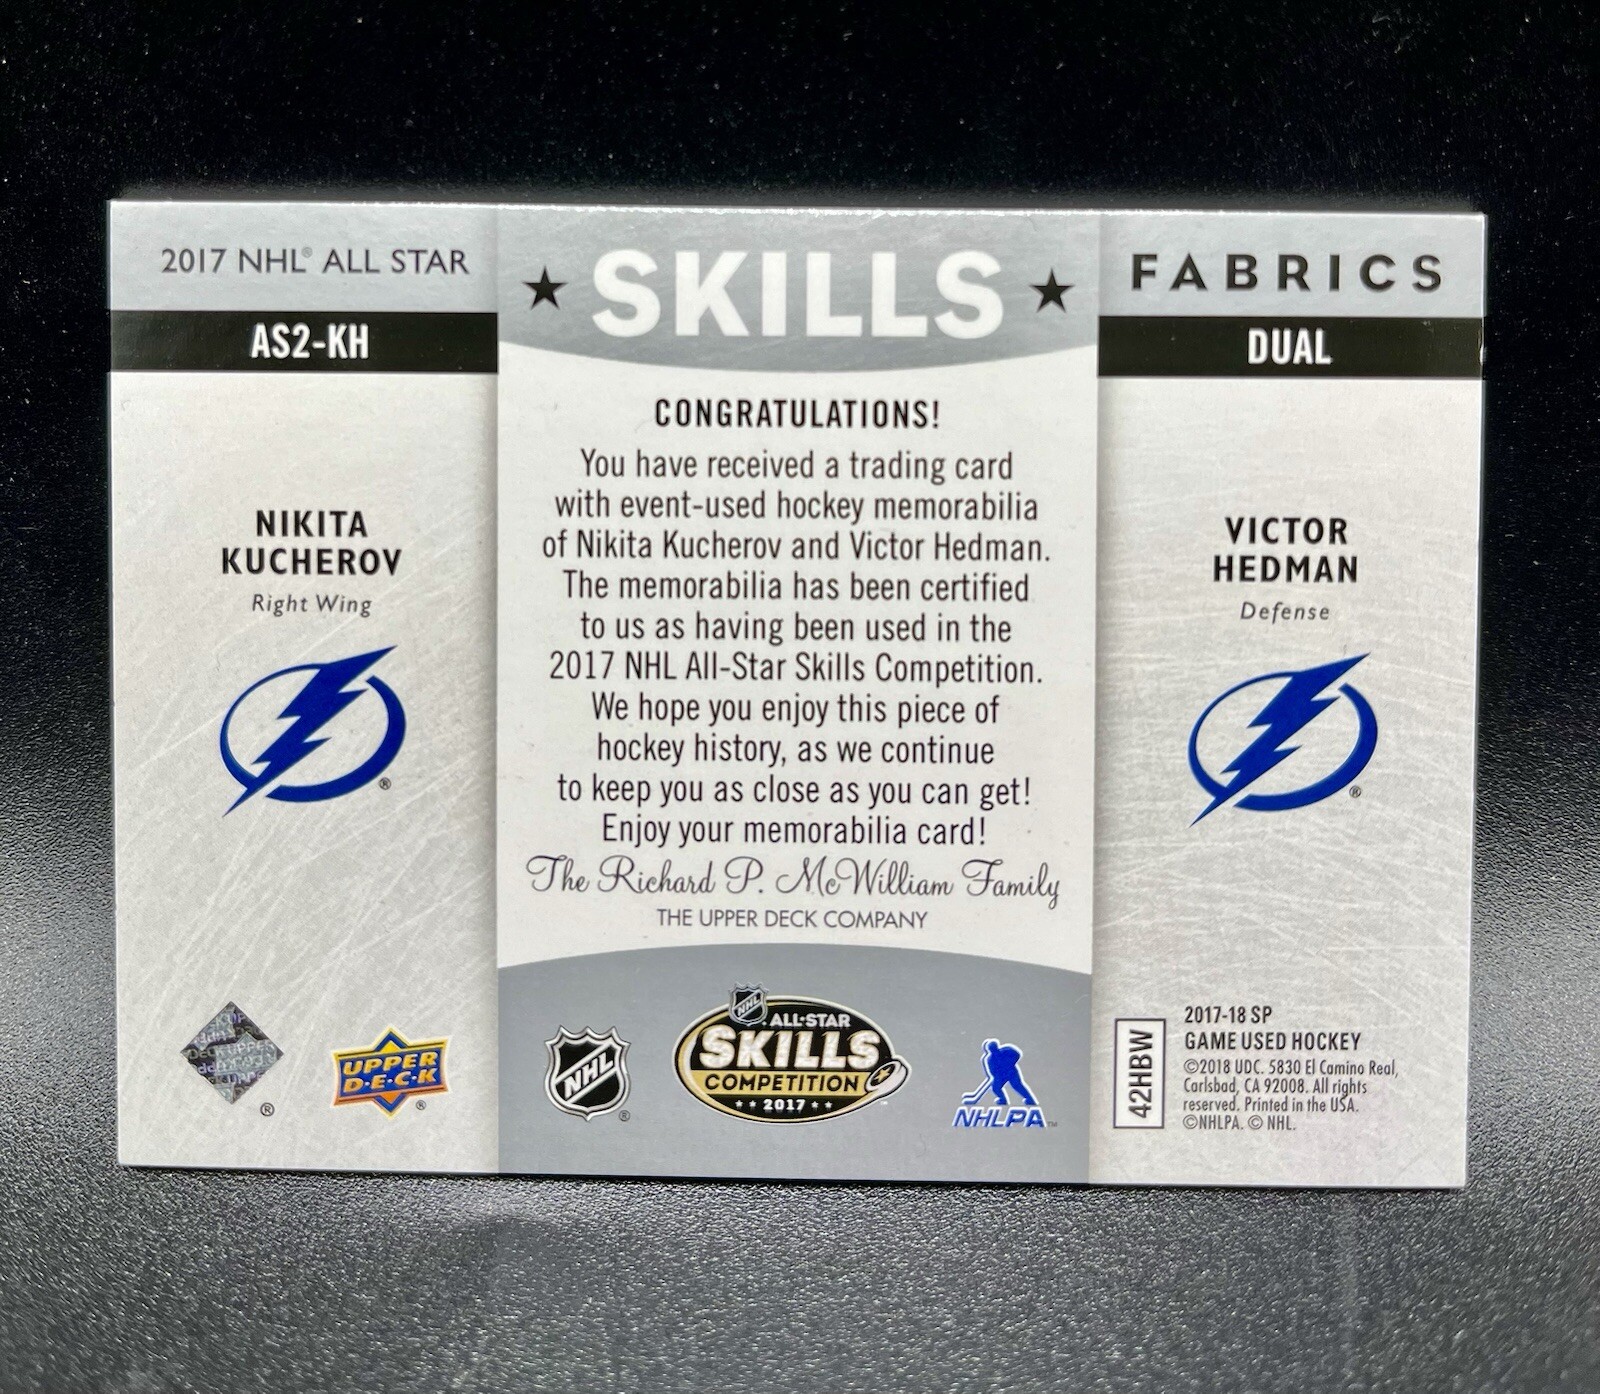 2017 NHL® ALL STAR
AS2-KH
★ SKILLS ★
FABRICS
DUAL
NIKITA
KUCHEROV
Right Wing
®
CONGRATULATIONS!
You have received a trading card
with event-used hockey memorabilia
of Nikita Kucherov and Victor Hedman.
The memorabilia has been certified
to us as having been used in the
2017 NHL All-Star Skills Competition.
We hope you enjoy this piece of
hockey history, as we continue
to keep you as close as you can get!
Enjoy your memorabilia card!
The Richard P. McWilliam Family
THE UPPER DECK COMPANY
VICTOR
HEDMAN
Defense
®
®
UPPER
D·E·C·K
®
NHL
®
NHL
ALL★STAR
SKILLS
COMPETITION
★ ★ 2017 ★ ★
NHLPA™
42HBW
2017-18 SP
GAME USED HOCKEY
©2018 UDC. 5830 El Camino Real,
Carlsbad, CA 92008. All rights
reserved. Printed in the USA.
©NHLPA. © NHL.